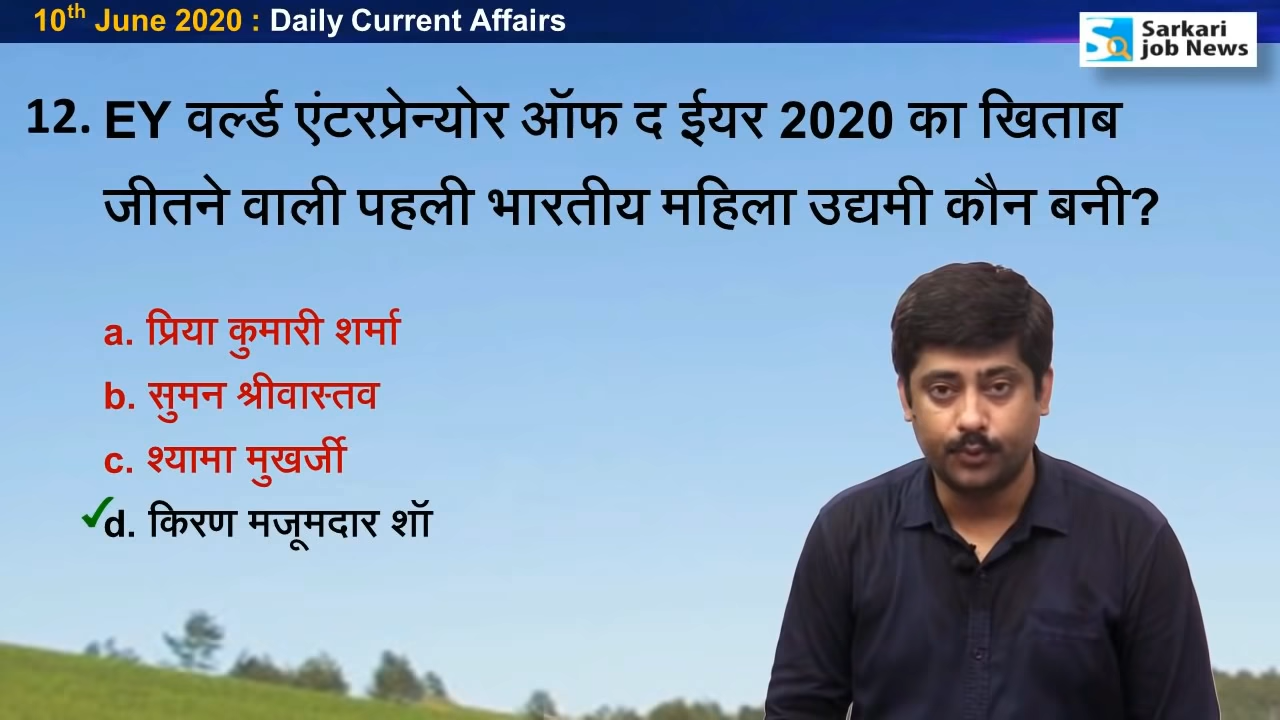 10th June 2020 : Daily Current Affairs
Sarkari
job News
12. EY वर्ल्ड एंटरप्रेन्योर ऑफ द ईयर 2020 का खिताब
जीतने वाली पहली भारतीय महिला उद्यमी कौन बनी?
a. प्रिया कुमारी शर्मा
b. सुमन श्रीवास्तव
c. श्यामा मुखर्जी
d. किरण मजूमदार शॉ